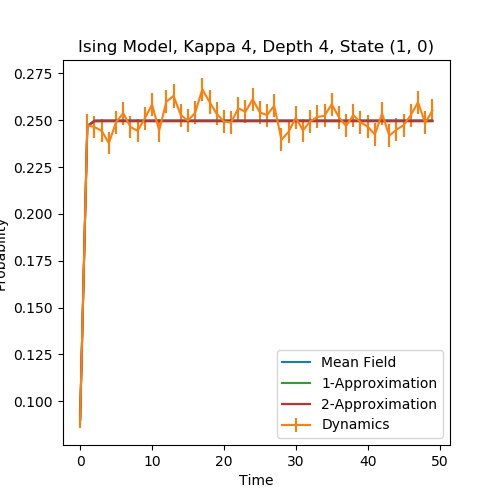 Ising Model, Kappa 4, Depth 4, State (1, 0)
0.275
0.250
0.225
0.200
0.175
0.150
0.125
0.100
Probability
0
10
20
30
40
50
Time
Mean Field
1-Approximation
2-Approximation
Dynamics